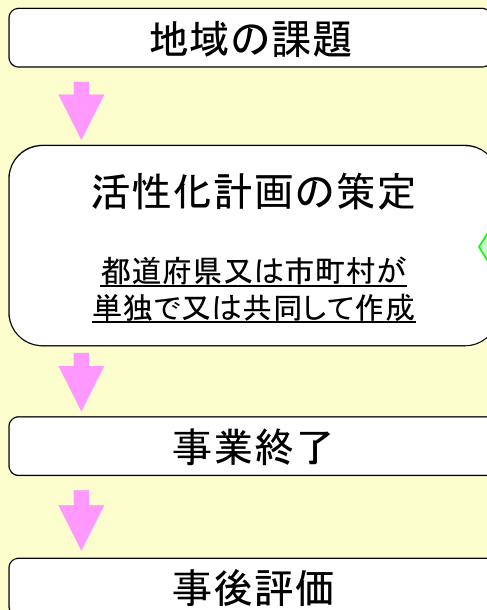 地域の課題
活性化計画の策定
都道府県又は市町村が
単独で又は共同して作成
事業終了
事後評価